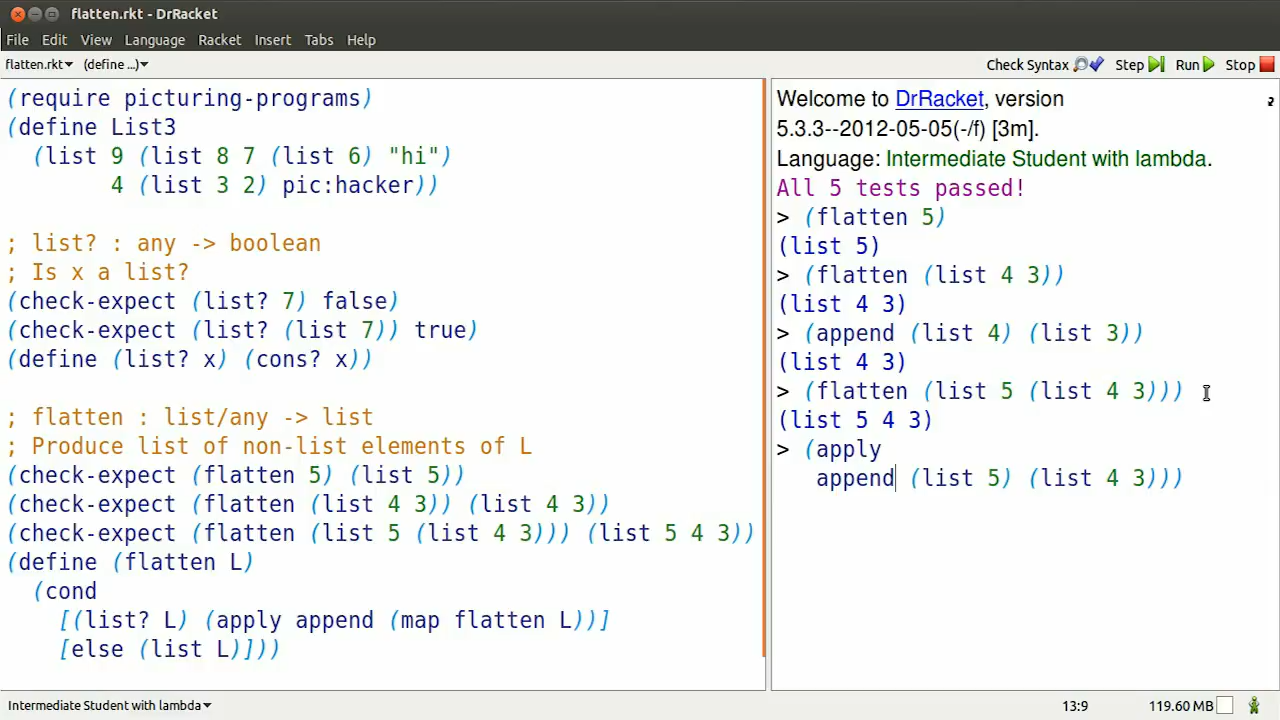 flatten.rkt - DrRacket
File Edit View Language Racket Insert Tabs Help
flatten.rkt▾ (define ...)▾ Check Syntax Step Run Stop
(require picturing-programs)
(define List3
  (list 9 (list 8 7 (list 6) "hi")
        4 (list 3 2) pic:hacker))
; list? : any -> boolean
; Is x a list?
(check-expect (list? 7) false)
(check-expect (list? (list 7)) true)
(define (list? x) (cons? x))
; flatten : list/any -> list
; Produce list of non-list elements of L
(check-expect (flatten 5) (list 5))
(check-expect (flatten (list 4 3)) (list 4 3))
(check-expect (flatten (list 5 (list 4 3))) (list 5 4 3))
(define (flatten L)
  (cond
    [(list? L) (apply append (map flatten L))]
    [else (list L)]))
Welcome to DrRacket, version
5.3.3--2012-05-05(-/f) [3m].
Language: Intermediate Student with lambda.
All 5 tests passed!
> (flatten 5)
(list 5)
> (flatten (list 4 3))
(list 4 3)
> (append (list 4) (list 3))
(list 4 3)
> (flatten (list 5 (list 4 3)))
(list 5 4 3)
> (apply
   append (list 5) (list 4 3)))
Intermediate Student with lambda▾ 13:9 119.60 MB